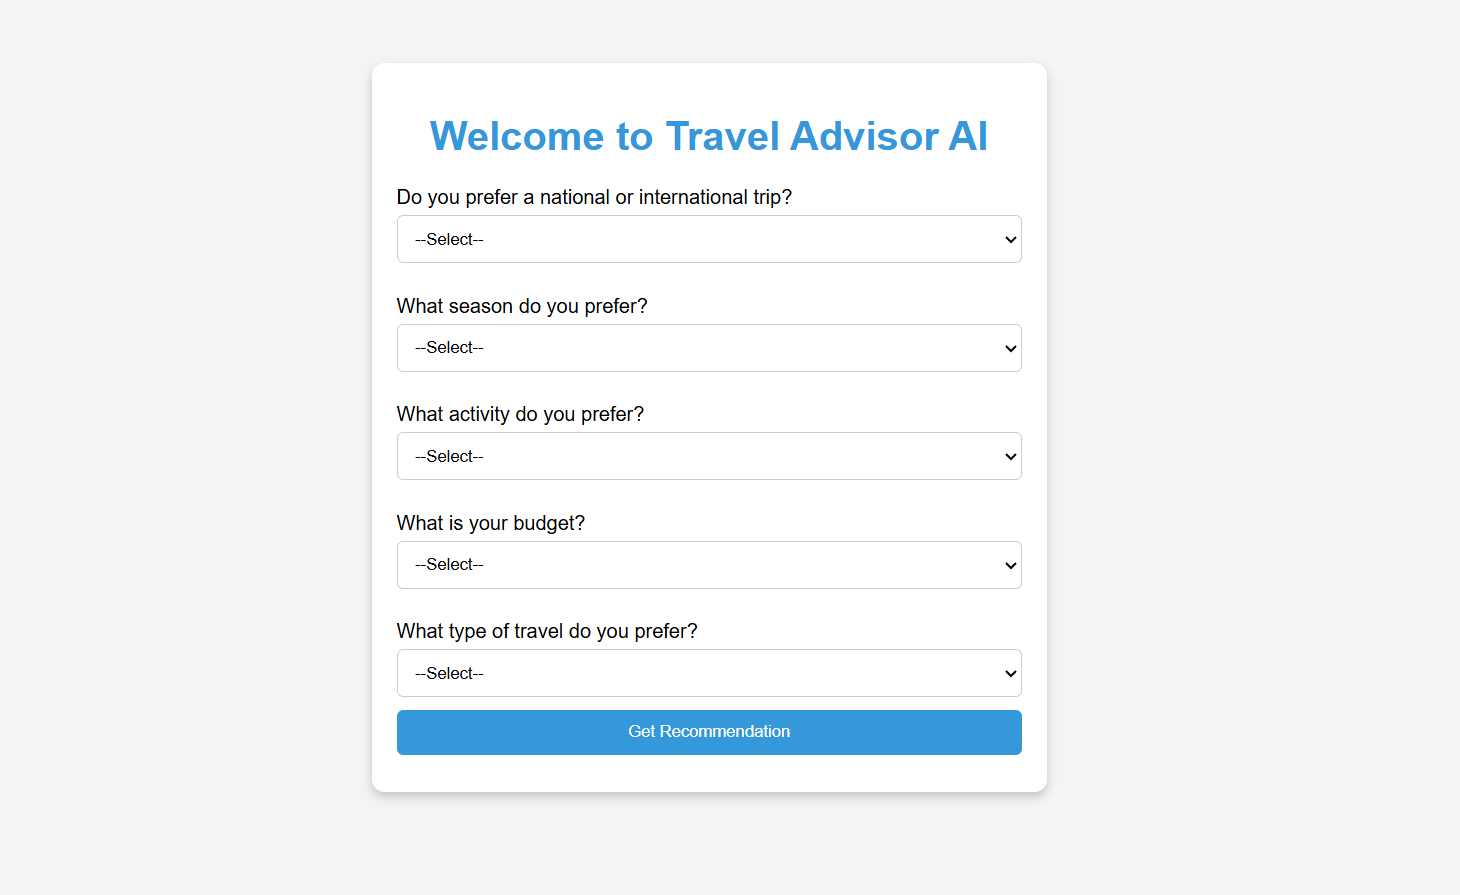 Welcome to Travel Advisor AI
Do you prefer a national or international trip?
--Select--
What season do you prefer?
--Select--
What activity do you prefer?
--Select--
What is your budget?
--Select--
What type of travel do you prefer?
--Select--
Get Recommendation